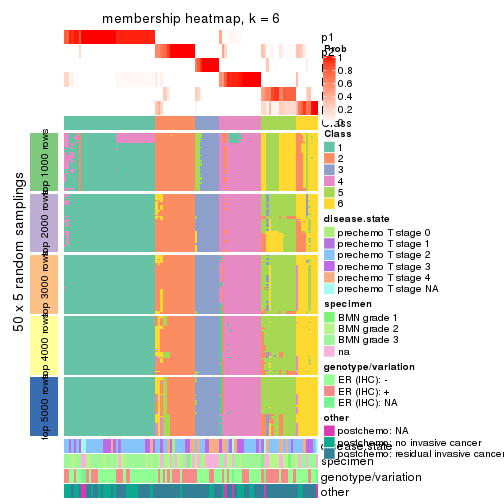 membership heatmap, k = 6
p1
p2
Prob
1
0.8
0.6
0.4
0.2
0
Class
Class
1
2
3
4
5
6
50 x 5 random samplings
top 1000 rows
top 2000 rows
top 3000 rows
top 4000 rows
top 5000 rows
disease.state
prechemo T stage 0
prechemo T stage 1
prechemo T stage 2
prechemo T stage 3
prechemo T stage 4
prechemo T stage NA
specimen
BMN grade 1
BMN grade 2
BMN grade 3
na
genotype/variation
ER (IHC): -
ER (IHC): +
ER (IHC): NA
other
postchemo: NA
postchemo: no invasive cancer
postchemo: residual invasive cancer
disease.state
specimen
genotype/variation
other